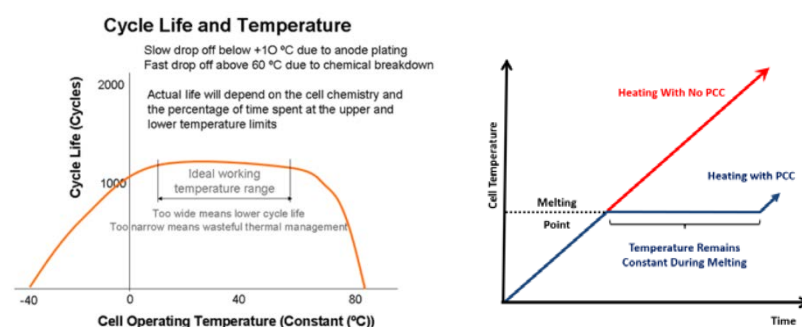 Cycle Life and Temperature
Slow drop off below +1O ºC due to anode plating
Fast drop off above 60 ºC due to chemical breakdown
Actual life will depend on the cell chemistry and
the percentage of time spent at the upper and
lower temperature limits
Cycle Life (Cycles)
2000
1000
Ideal working
temperature range
Too wide means lower cycle life
Too narrow means wasteful thermal management
-40
0
40
80
Cell Operating Temperature (Constant (ºC))
Cell Temperature
Heating With No PCC
Heating with PCC
Melting
Point
Temperature Remains
Constant During Melting
Time